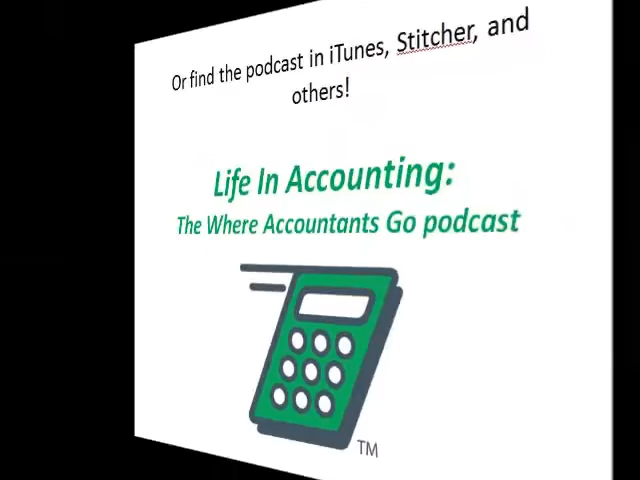 Or find the podcast in iTunes, Stitcher, and
others!
Life In Accounting:
The Where Accountants Go podcast
TM